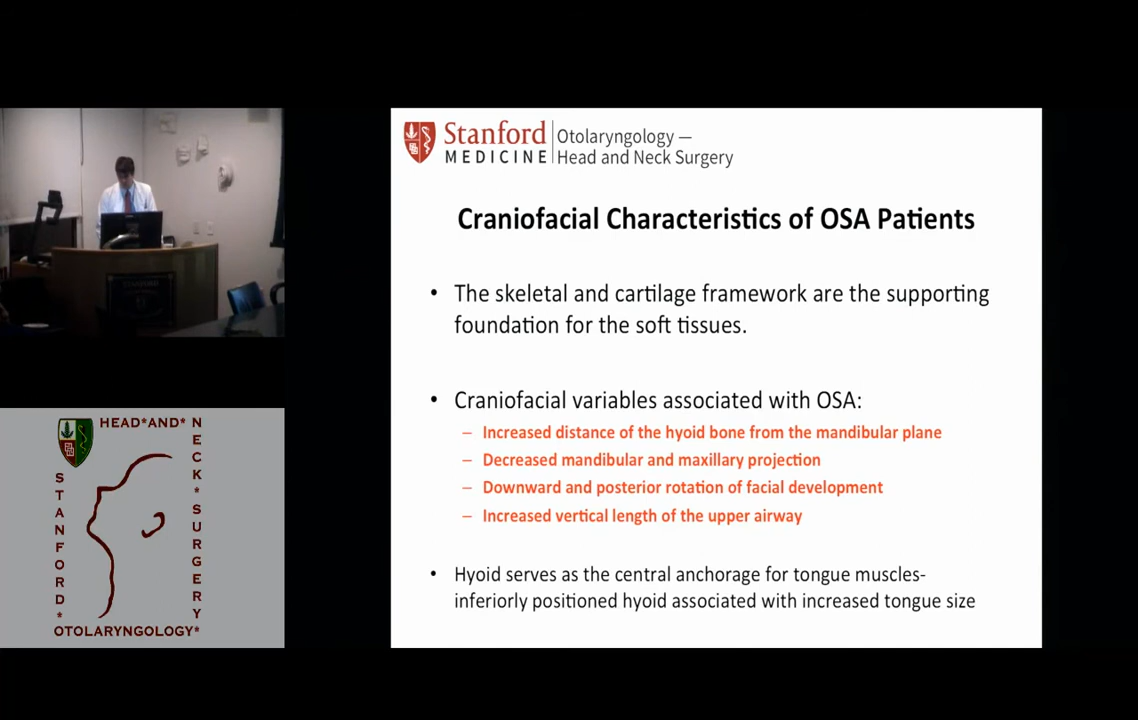 Stanford
MEDICINE
Otolaryngology —
Head and Neck Surgery
Craniofacial Characteristics of OSA Patients
• The skeletal and cartilage framework are the supporting
foundation for the soft tissues.
• Craniofacial variables associated with OSA:
– Increased distance of the hyoid bone from the mandibular plane
– Decreased mandibular and maxillary projection
– Downward and posterior rotation of facial development
– Increased vertical length of the upper airway
• Hyoid serves as the central anchorage for tongue muscles-
inferiorly positioned hyoid associated with increased tongue size
STANFORD
HEAD*AND*
NECK*SURGERY*
STANFORD*
OTOLARYNGOLOGY*